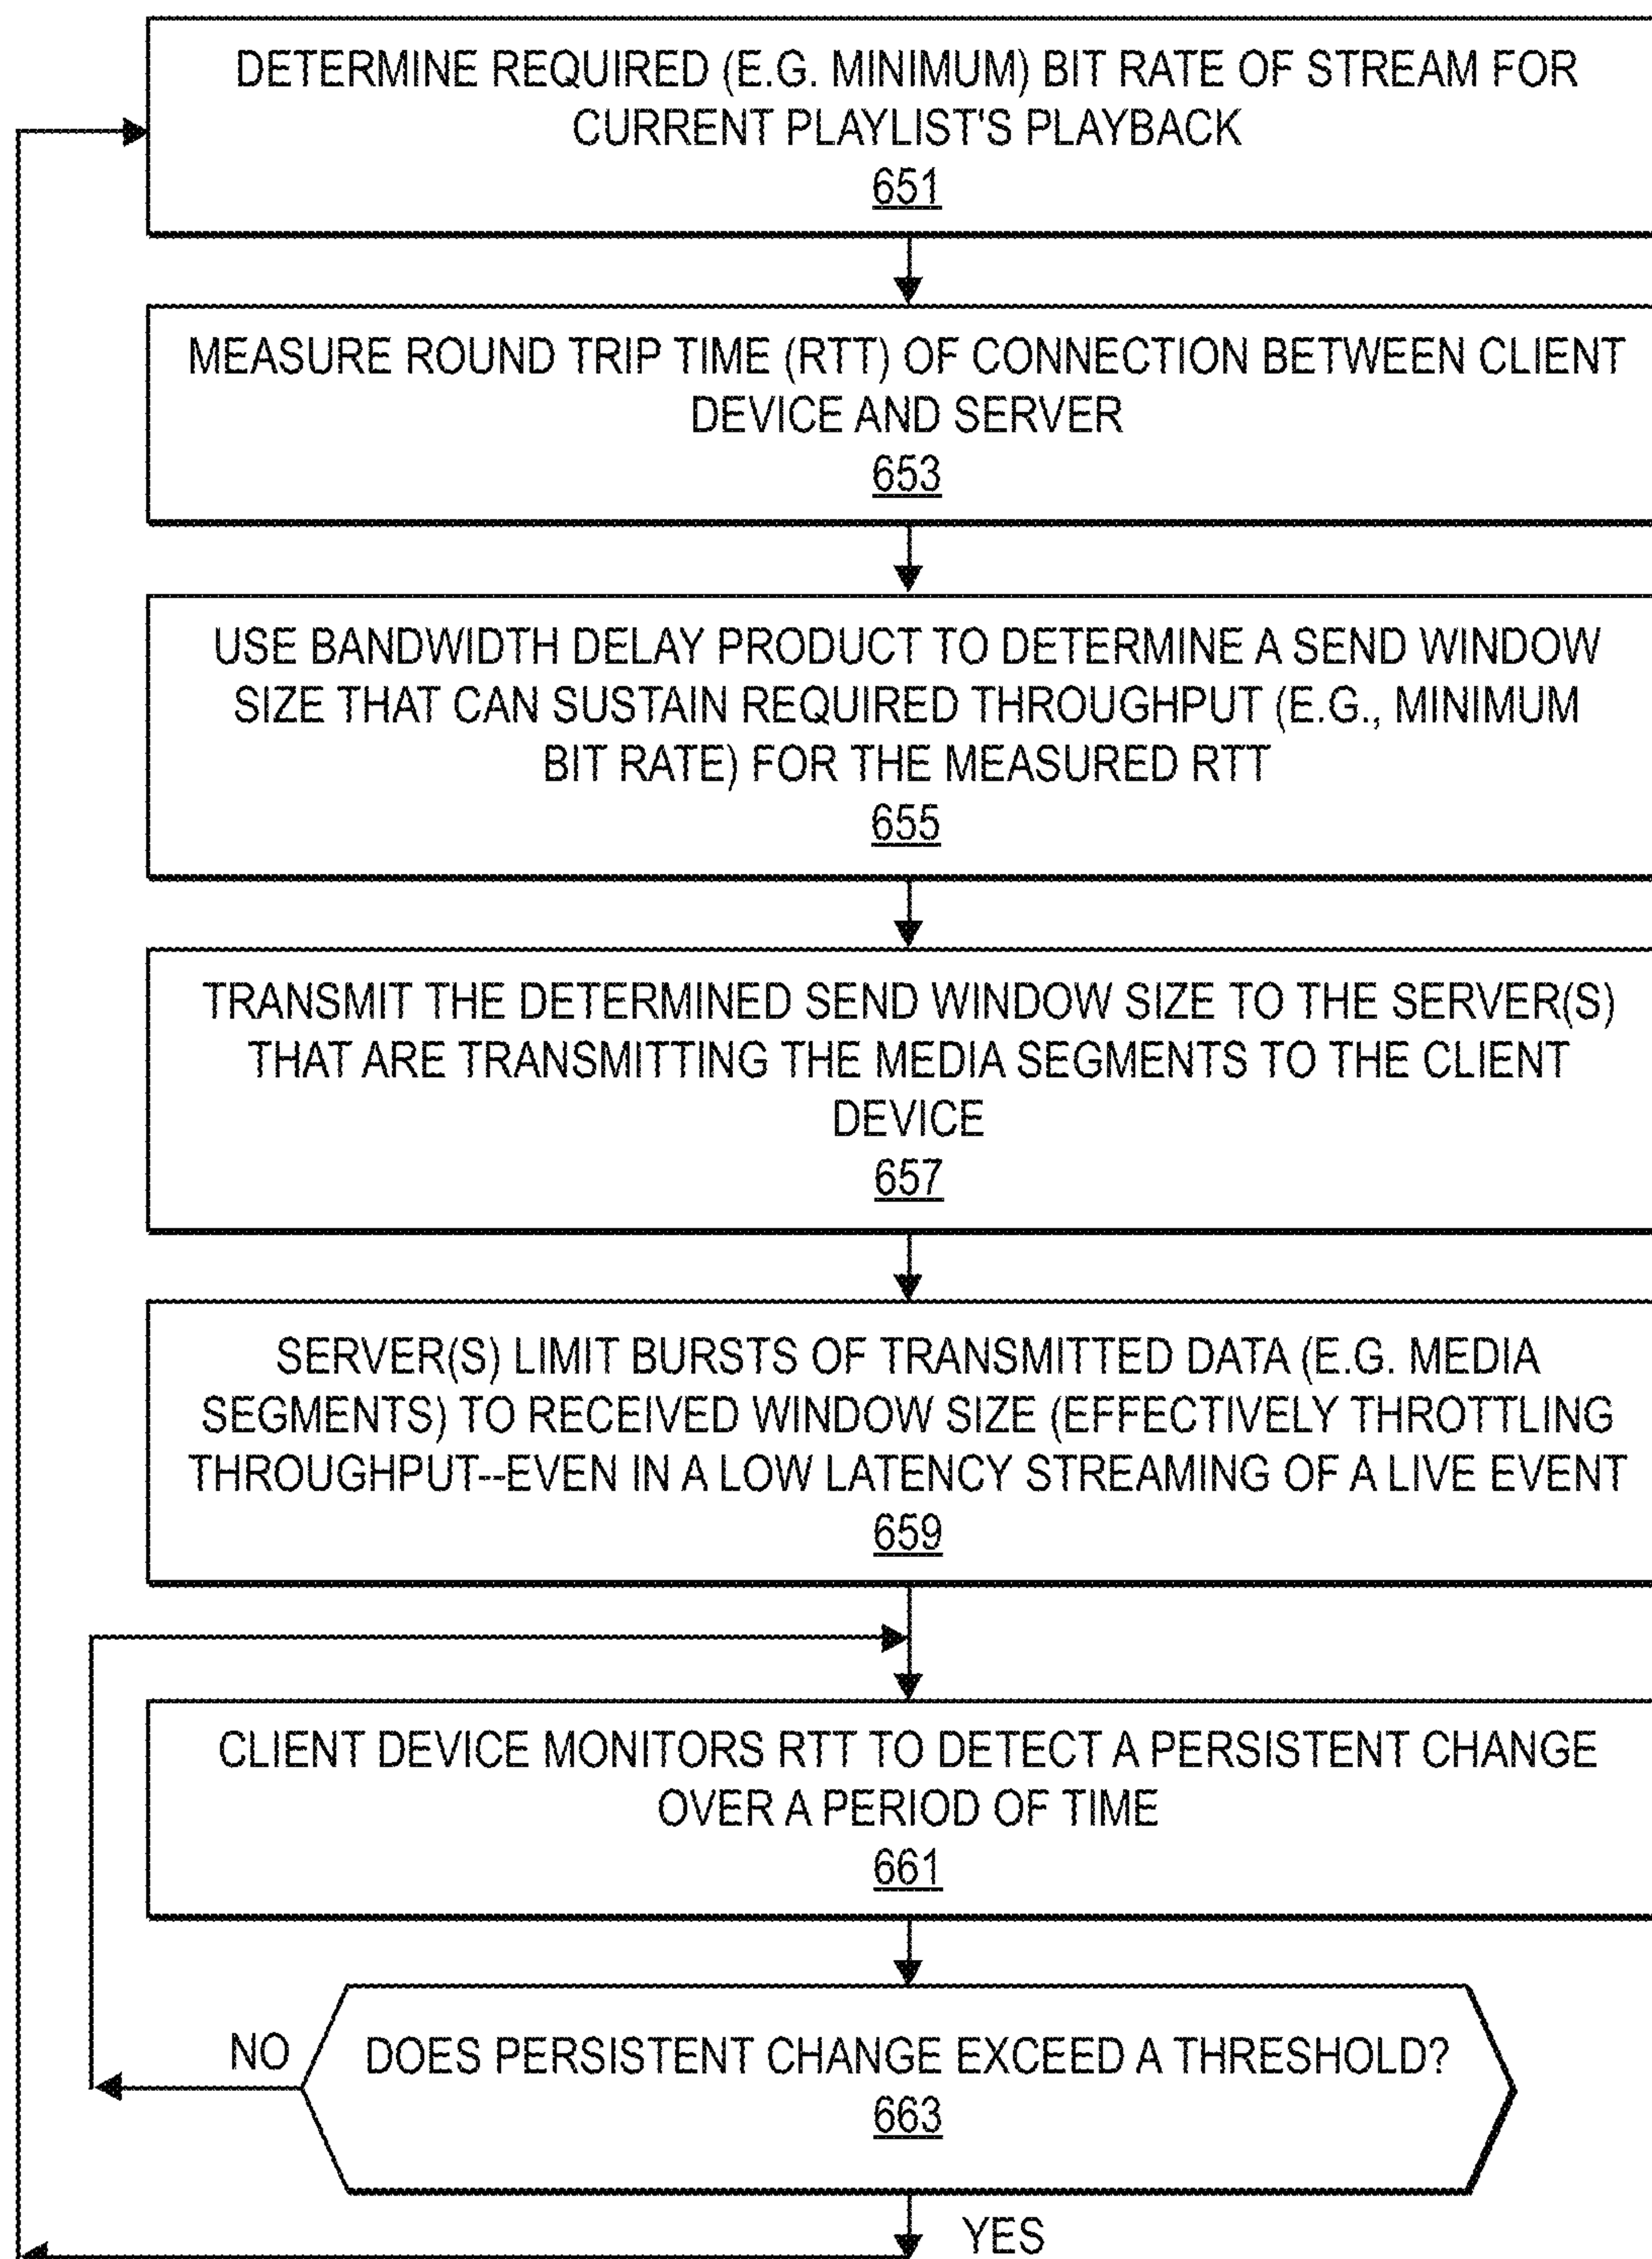 DETERMINE REQUIRED (E.G. MINIMUM) BIT RATE OF STREAM FOR
CURRENT PLAYLIST'S PLAYBACK
651
MEASURE ROUND TRIP TIME (RTT) OF CONNECTION BETWEEN CLIENT
DEVICE AND SERVER
653
USE BANDWIDTH DELAY PRODUCT TO DETERMINE A SEND WINDOW
SIZE THAT CAN SUSTAIN REQUIRED THROUGHPUT (E.G., MINIMUM
BIT RATE) FOR THE MEASURED RTT
655
TRANSMIT THE DETERMINED SEND WINDOW SIZE TO THE SERVER(S)
THAT ARE TRANSMITTING THE MEDIA SEGMENTS TO THE CLIENT
DEVICE
657
SERVER(S) LIMIT BURSTS OF TRANSMITTED DATA (E.G. MEDIA
SEGMENTS) TO RECEIVED WINDOW SIZE (EFFECTIVELY THROTTLING
THROUGHPUT--EVEN IN A LOW LATENCY STREAMING OF A LIVE EVENT
659
CLIENT DEVICE MONITORS RTT TO DETECT A PERSISTENT CHANGE
OVER A PERIOD OF TIME
661
NO
DOES PERSISTENT CHANGE EXCEED A THRESHOLD?
663
YES